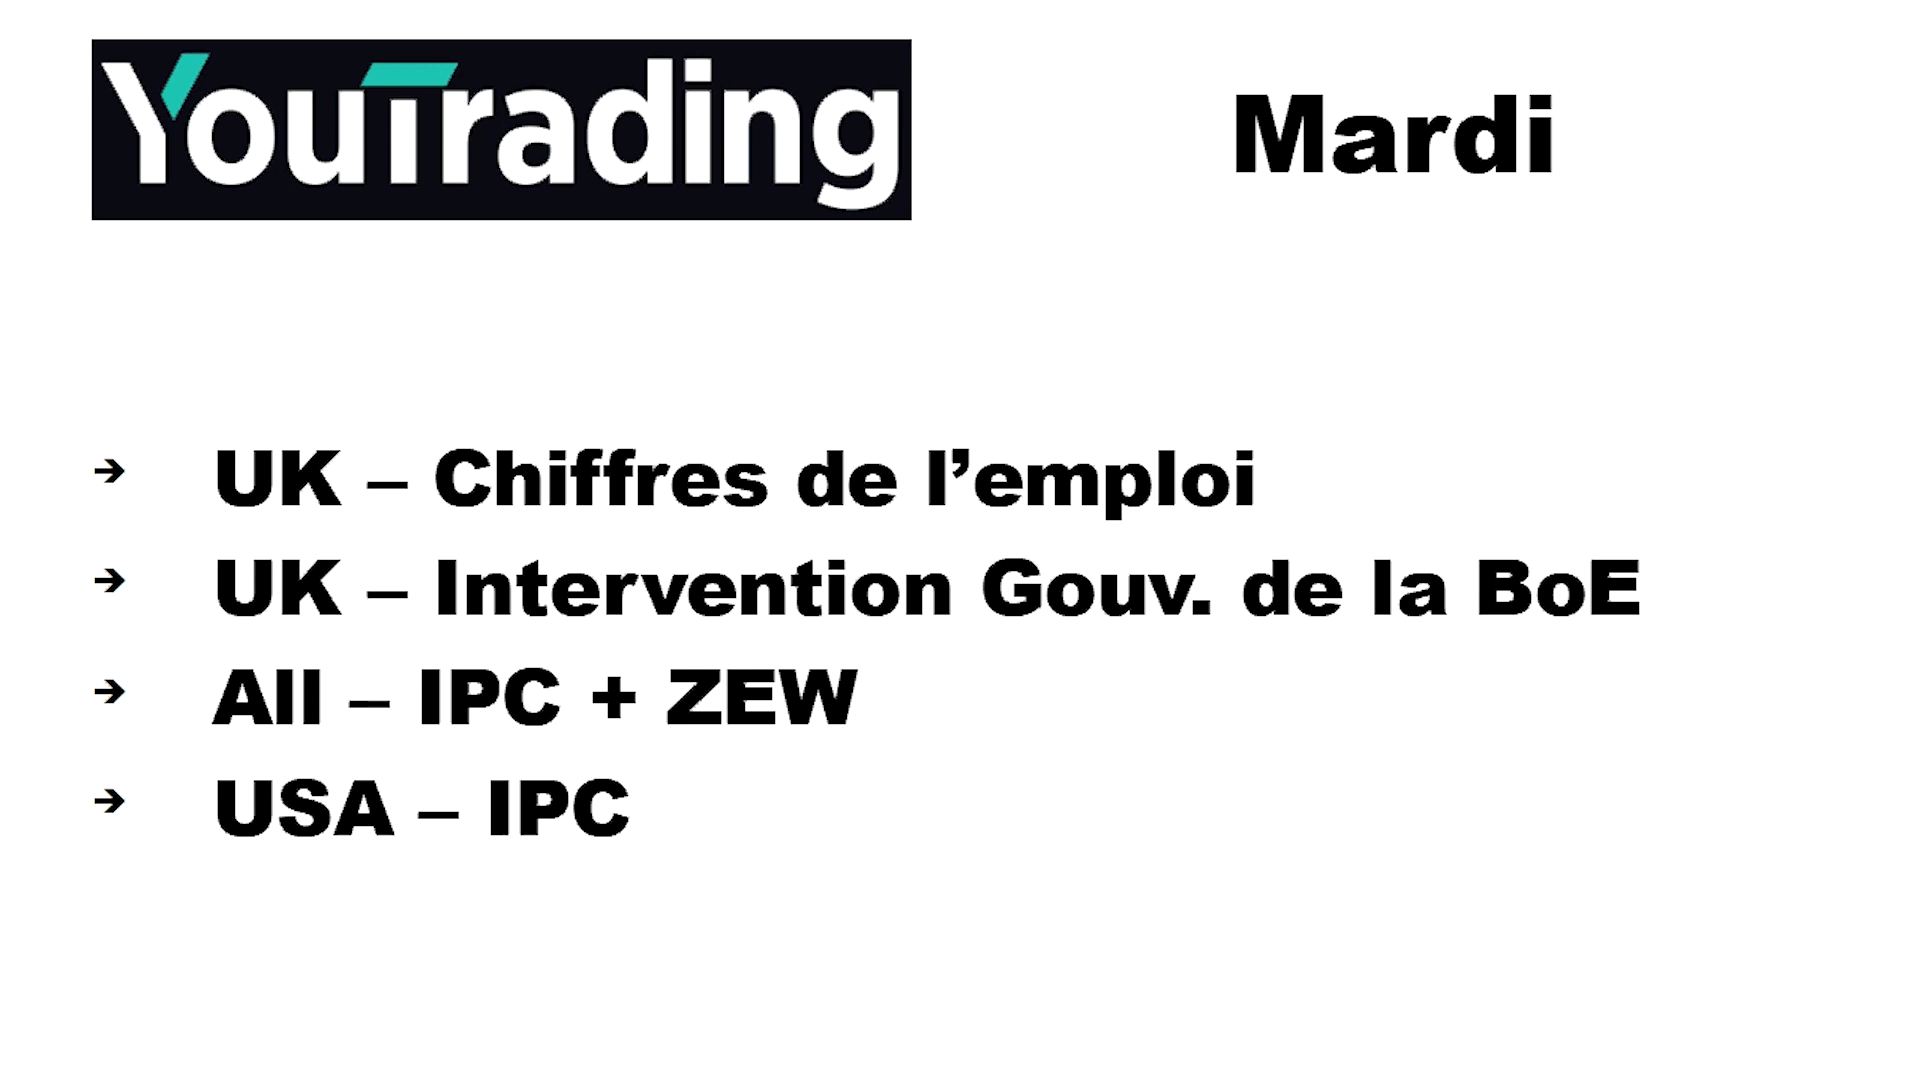 YouTrading
Mardi
➔ UK – Chiffres de l’emploi
➔ UK – Intervention Gouv. de la BoE
➔ All – IPC + ZEW
➔ USA – IPC